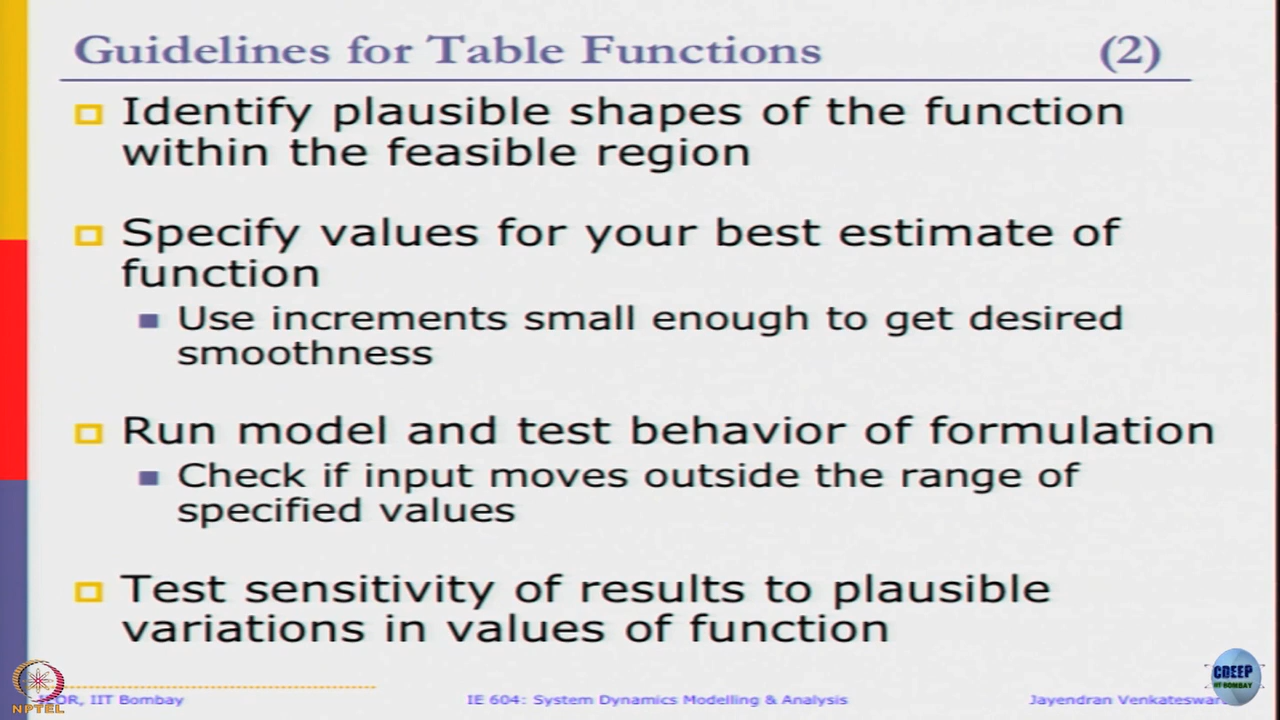 Guidelines for Table Functions (2)
Identify plausible shapes of the function
within the feasible region
Specify values for your best estimate of
function
Use increments small enough to get desired
smoothness
Run model and test behavior of formulation
Check if input moves outside the range of
specified values
Test sensitivity of results to plausible
variations in values of function
IIT Bombay IE 604: System Dynamics Modelling & Analysis Jayendran
NPTEL
CDEEP
IIT BOMBAY